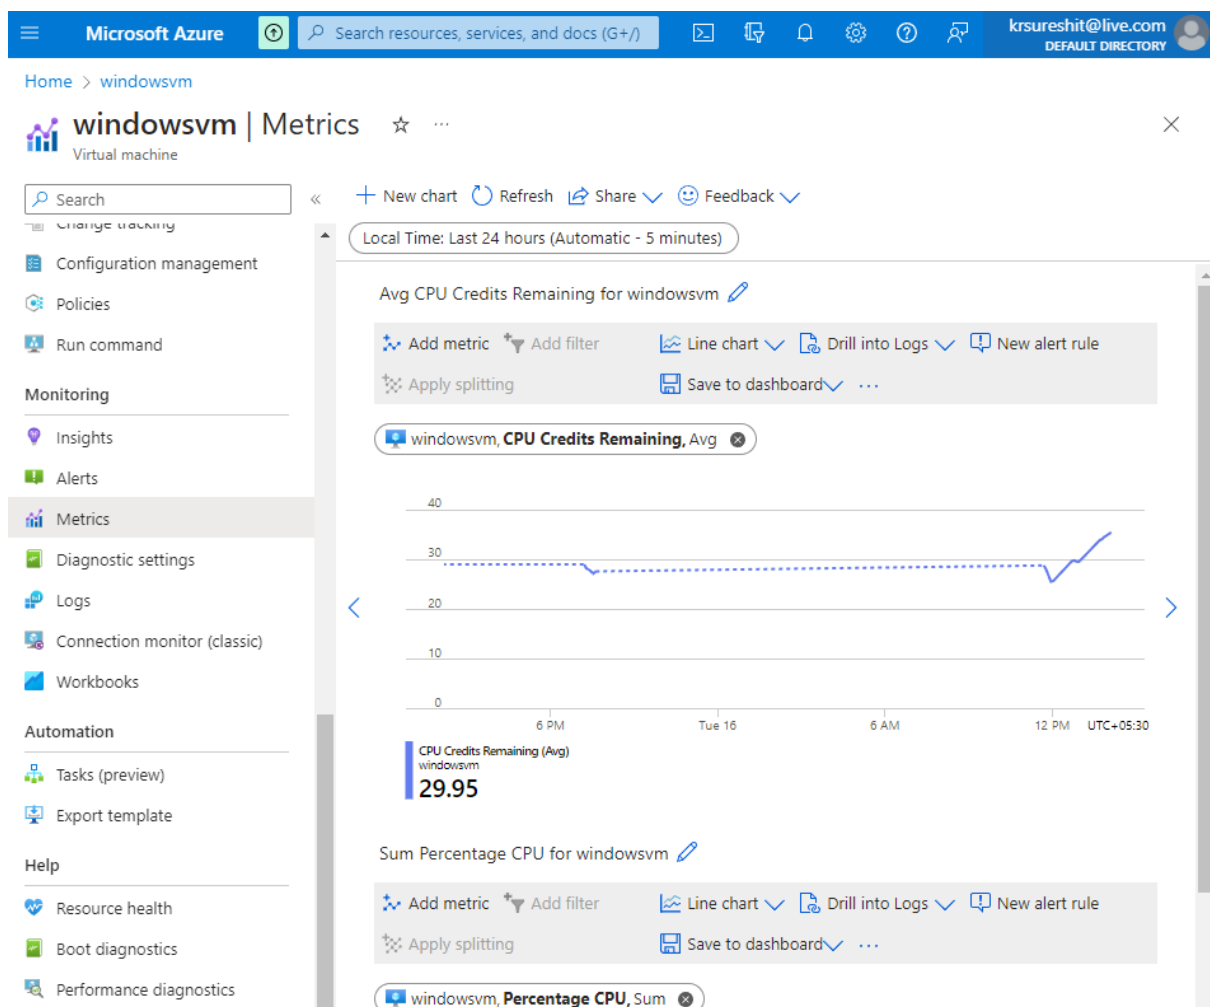 Microsoft Azure
Search resources, services, and docs (G+/)
krsureshit@live.com
DEFAULT DIRECTORY
Home > windowsvm
windowsvm | Metrics
Virtual machine
Search
«
New chart Refresh Share Feedback
Local Time: Last 24 hours (Automatic - 5 minutes)
Change tracking
Configuration management
Policies
Run command
Monitoring
Insights
Alerts
Metrics
Diagnostic settings
Logs
Connection monitor (classic)
Workbooks
Automation
Tasks (preview)
Export template
Help
Resource health
Boot diagnostics
Performance diagnostics
Avg CPU Credits Remaining for windowsvm
Add metric Add filter Line chart Drill into Logs New alert rule
Apply splitting Save to dashboard ...
windowsvm, CPU Credits Remaining, Avg
40
30
20
10
0
6 PM Tue 16 6 AM 12 PM UTC+05:30
CPU Credits Remaining (Avg)
windowsvm
29.95
Sum Percentage CPU for windowsvm
Add metric Add filter Line chart Drill into Logs New alert rule
Apply splitting Save to dashboard ...
windowsvm, Percentage CPU, Sum